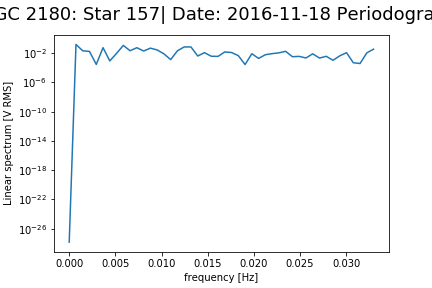 GC 2180: Star 157| Date: 2016-11-18 Periodogra
Linear spectrum [V RMS]
10⁻²
10⁻⁶
10⁻¹⁰
10⁻¹⁴
10⁻¹⁸
10⁻²²
10⁻²⁶
0.000 0.005 0.010 0.015 0.020 0.025 0.030
frequency [Hz]